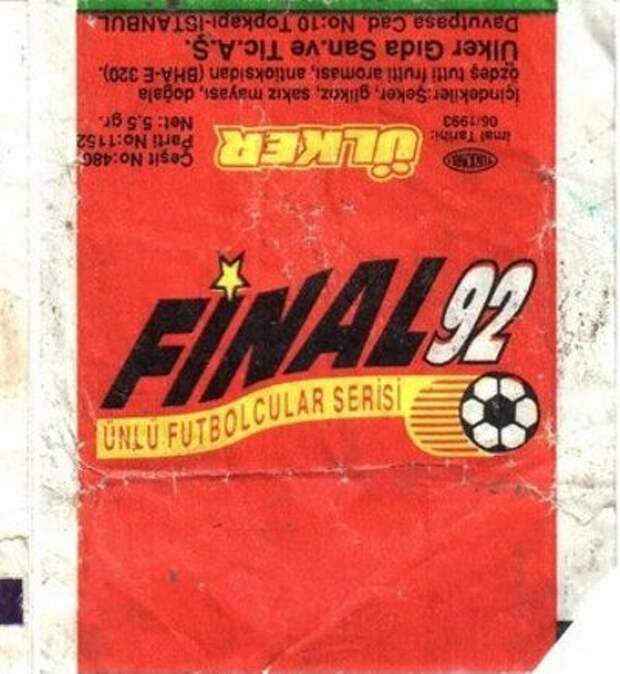 FİNAL 92
ÜNLÜ FUTBOLCULAR SERİSİ
ÜLKER
Çeşit No:486
İmal Tarihi: Parti No:1152
06/1993 Net: 5,5 gr.
İçindekiler:Şeker, glikoz, sakız mayası, doğala
özdeş tutti frutti aroması, antioksidan (BHA-E 320).
Ülker Gıda San.ve Tic.A.Ş.
Davutpaşa Cad. No:10 Topkapı-İSTANBUL